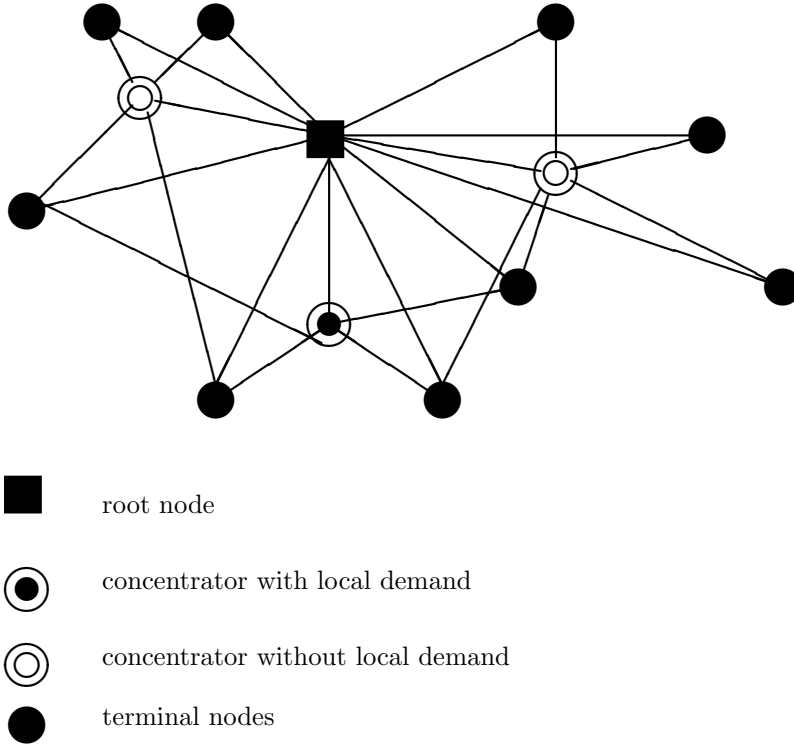 root node
concentrator with local demand
concentrator without local demand
terminal nodes